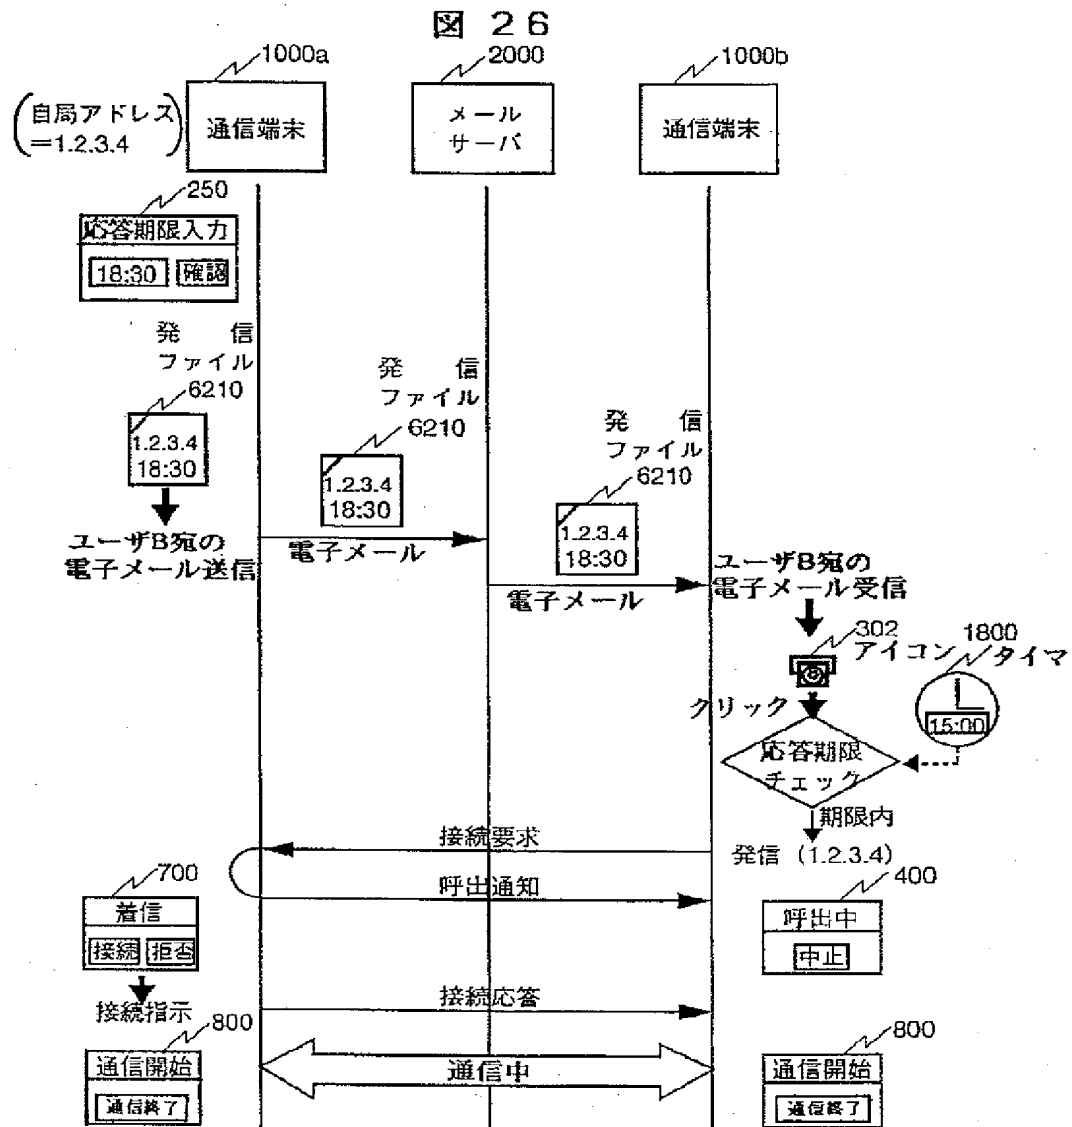 図 26
1000a
2000
1000b
自局アドレス
=1.2.3.4
通信端末
メール
サーバ
通信端末
250
応答期限入力
18:30 確認
発 信
ファイル
6210
1.2.3.4
18:30
ユーザB宛の
電子メール送信
発 信
ファイル
6210
1.2.3.4
18:30
電子メール
発 信
ファイル
6210
1.2.3.4
18:30
電子メール
ユーザB宛の
電子メール受信
302
アイコン
1800
タイマ
15:00
クリック
応答期限
チェック
期限内
発信 (1.2.3.4)
接続要求
呼出通知
700
着信
接続 拒否
接続指示
400
呼出中
中止
接続応答
800
通信開始
通信終了
通信中
800
通信開始
通信終了